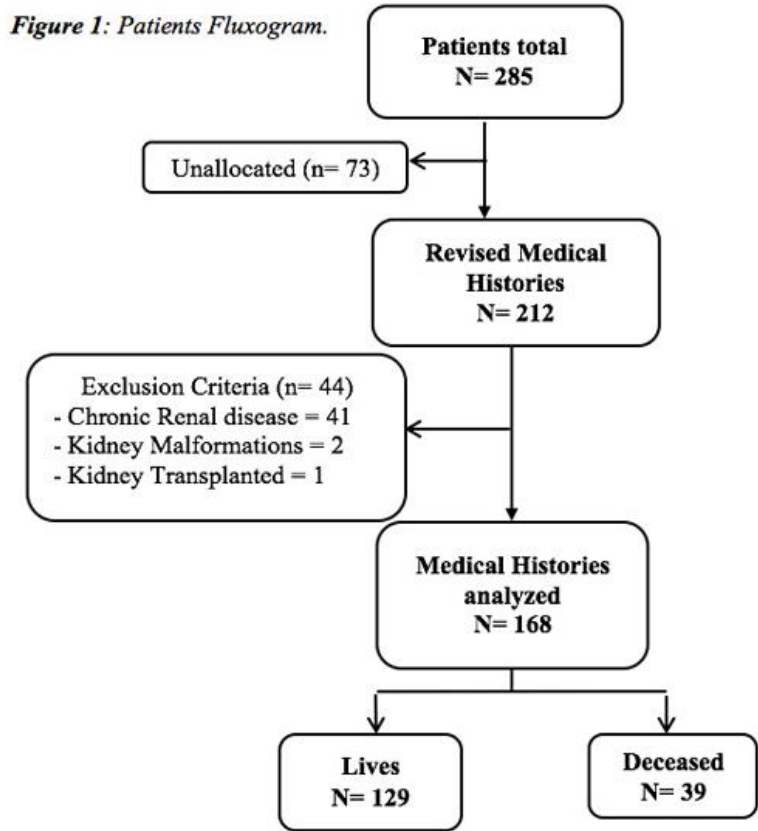 Figure 1: Patients Fluxogram.
Patients total
N= 285
Unallocated (n= 73)
Revised Medical
Histories
N= 212
Exclusion Criteria (n= 44)
- Chronic Renal disease = 41
- Kidney Malformations = 2
- Kidney Transplanted = 1
Medical Histories
analyzed
N= 168
Lives
N= 129
Deceased
N= 39